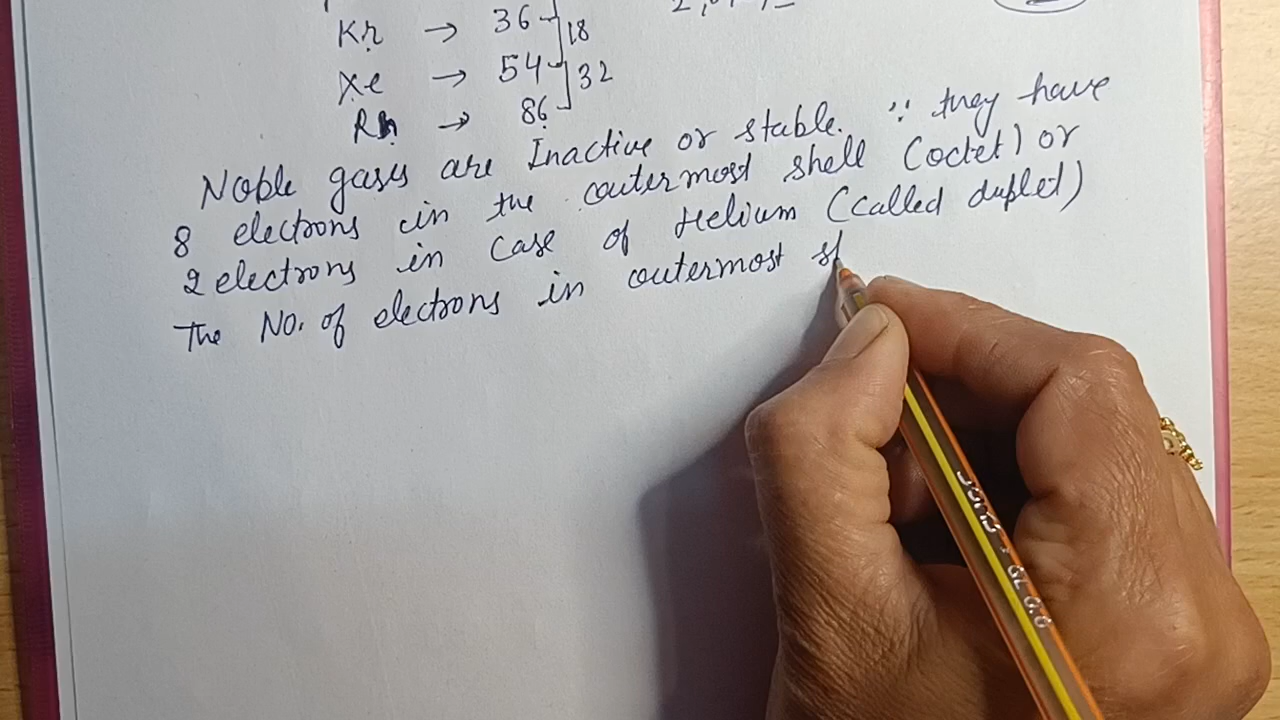 Kr → 36
18
Xe → 54
32
Rn → 86
Noble gases are Inactive or stable. ∵ they have
8 electrons in the outermost shell (octet) or
2 electrons in case of Helium (called duplet)
The No. of electrons in outermost sh